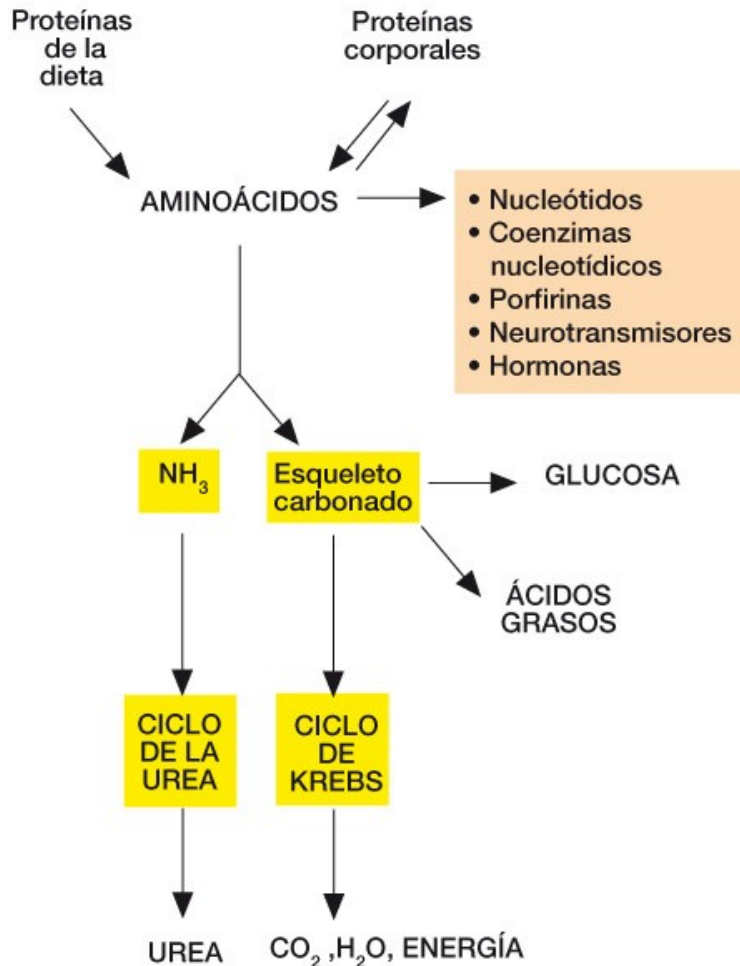 Proteínas
de la
dieta
Proteínas
corporales
AMINOÁCIDOS
• Nucleótidos
• Coenzimas
nucleotídicos
• Porfirinas
• Neurotransmisores
• Hormonas
NH₃
Esqueleto
carbonado
GLUCOSA
ÁCIDOS
GRASOS
CICLO
DE LA
UREA
CICLO
DE
KREBS
UREA
CO₂ ,H₂O, ENERGÍA